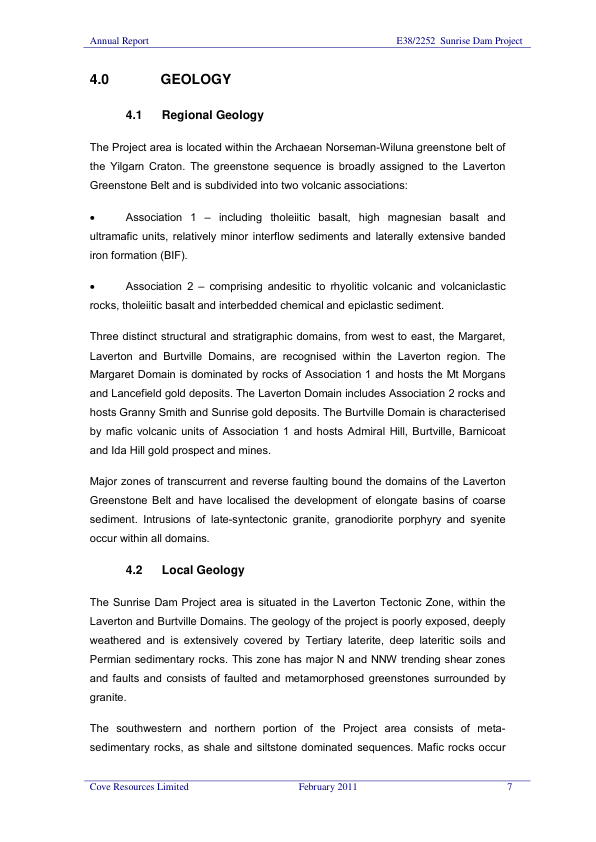 Annual Report E38/2252 Sunrise Dam Project
4.0 GEOLOGY
4.1 Regional Geology
The Project area is located within the Archaean Norseman-Wiluna greenstone belt of
the Yilgarn Craton. The greenstone sequence is broadly assigned to the Laverton
Greenstone Belt and is subdivided into two volcanic associations:
• Association 1 – including tholeiitic basalt, high magnesian basalt and
ultramafic units, relatively minor interflow sediments and laterally extensive banded
iron formation (BIF).
• Association 2 – comprising andesitic to rhyolitic volcanic and volcaniclastic
rocks, tholeiitic basalt and interbedded chemical and epiclastic sediment.
Three distinct structural and stratigraphic domains, from west to east, the Margaret,
Laverton and Burtville Domains, are recognised within the Laverton region. The
Margaret Domain is dominated by rocks of Association 1 and hosts the Mt Morgans
and Lancefield gold deposits. The Laverton Domain includes Association 2 rocks and
hosts Granny Smith and Sunrise gold deposits. The Burtville Domain is characterised
by mafic volcanic units of Association 1 and hosts Admiral Hill, Burtville, Barnicoat
and Ida Hill gold prospect and mines.
Major zones of transcurrent and reverse faulting bound the domains of the Laverton
Greenstone Belt and have localised the development of elongate basins of coarse
sediment. Intrusions of late-syntectonic granite, granodiorite porphyry and syenite
occur within all domains.
4.2 Local Geology
The Sunrise Dam Project area is situated in the Laverton Tectonic Zone, within the
Laverton and Burtville Domains. The geology of the project is poorly exposed, deeply
weathered and is extensively covered by Tertiary laterite, deep lateritic soils and
Permian sedimentary rocks. This zone has major N and NNW trending shear zones
and faults and consists of faulted and metamorphosed greenstones surrounded by
granite.
The southwestern and northern portion of the Project area consists of meta-
sedimentary rocks, as shale and siltstone dominated sequences. Mafic rocks occur
Cove Resources Limited February 2011 7